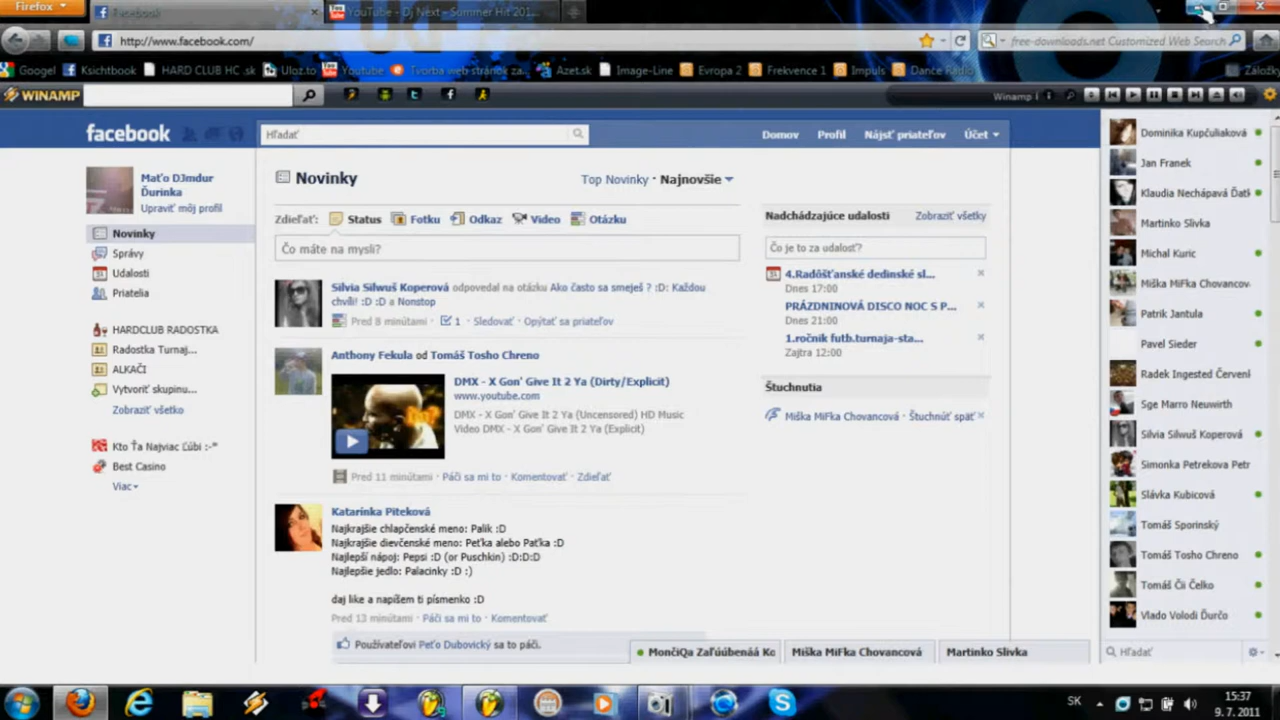 Firefox
Facebook
YouTube - Dj Next - Summer Hit 201...
http://www.facebook.com/
free-downloads.net Customized Web Search
Googel
Ksichtbook
HARD CLUB HC .sk
Uloz.to
Youtube
Tvorba web stránok za...
Azet.sk
Image-Line
Evropa 2
Frekvence 1
Impuls
Dance Radio
Záložky
WINAMP
Winamp
facebook
Hľadať
Domov
Profil
Nájsť priateľov
Účet
Maťo DJmdur
Ďurinka
Upraviť môj profil
Novinky
Správy
Udalosti
Priatelia
HARDCLUB RADOSTKA
Radostka Turnaj...
ALKAČI
Vytvoriť skupinu...
Zobraziť všetko
Kto Ťa Najviac Ľúbi :-*
Best Casino
Viac
Novinky
Top Novinky · Najnovšie
Zdieľať: Status Fotku Odkaz Video Otázku
Čo máte na mysli?
Silvia Silwuš Koperová odpovedal na otázku Ako často sa smeješ ? :D: Každou
chvíli! :D :D a Nonstop
Pred 8 minútami · 1 · Sledovať · Opýtať sa priateľov
Anthony Fekula od Tomáš Tosho Chreno
DMX - X Gon' Give It 2 Ya (Dirty/Explicit)
www.youtube.com
DMX - X Gon' Give It 2 Ya (Uncensored) HD Music
Video DMX - X Gon' Give It 2 Ya (Explicit)
Pred 11 minútami · Páči sa mi to · Komentovať · Zdieľať
Katarínka Piteková
Najkrajšie chlapčenské meno: Palik :D
Najkrajšie dievčenské meno: Peťka alebo Paťka :D
Najlepší nápoj: Pepsi :D (or Puschkin) :D:D:D
Najlepšie jedlo: Palacinky :D :)
daj like a napíšem ti písmenko :D
Pred 13 minútami · Páči sa mi to · Komentovať
Používateľovi Peťo Dubovický sa to páči.
Nadchádzajúce udalosti
Zobraziť všetky
Čo je to za udalosť?
4.Radôšťanské dedinské sl...
Dnes 17:00
PRÁZDNINOVÁ DISCO NOC S P...
Dnes 21:00
1.ročník futb.turnaja-sta...
Zajtra 12:00
Štuchnutia
Miška MiFka Chovancová · Štuchnúť späť
Dominika Kupčuliaková
Jan Franek
Klaudia Nechápavá Ďatk
Martinko Slivka
Michal Kuric
Miška MiFka Chovancov
Patrik Jantula
Pavel Sieder
Radek Ingested Červenk
Sge Marro Neuwirth
Silvia Silwuš Koperová
Simonka Petrekova Petr
Slávka Kubicová
Tomáš Sporinský
Tomáš Tosho Chreno
Tomáš Čii Čelko
Vlado Volodi Ďurčo
Hľadať
MončiQa Zaľúúbenáá Ko
Miška MiFka Chovancová
Martinko Slivka
SK
15:37
9. 7. 2011